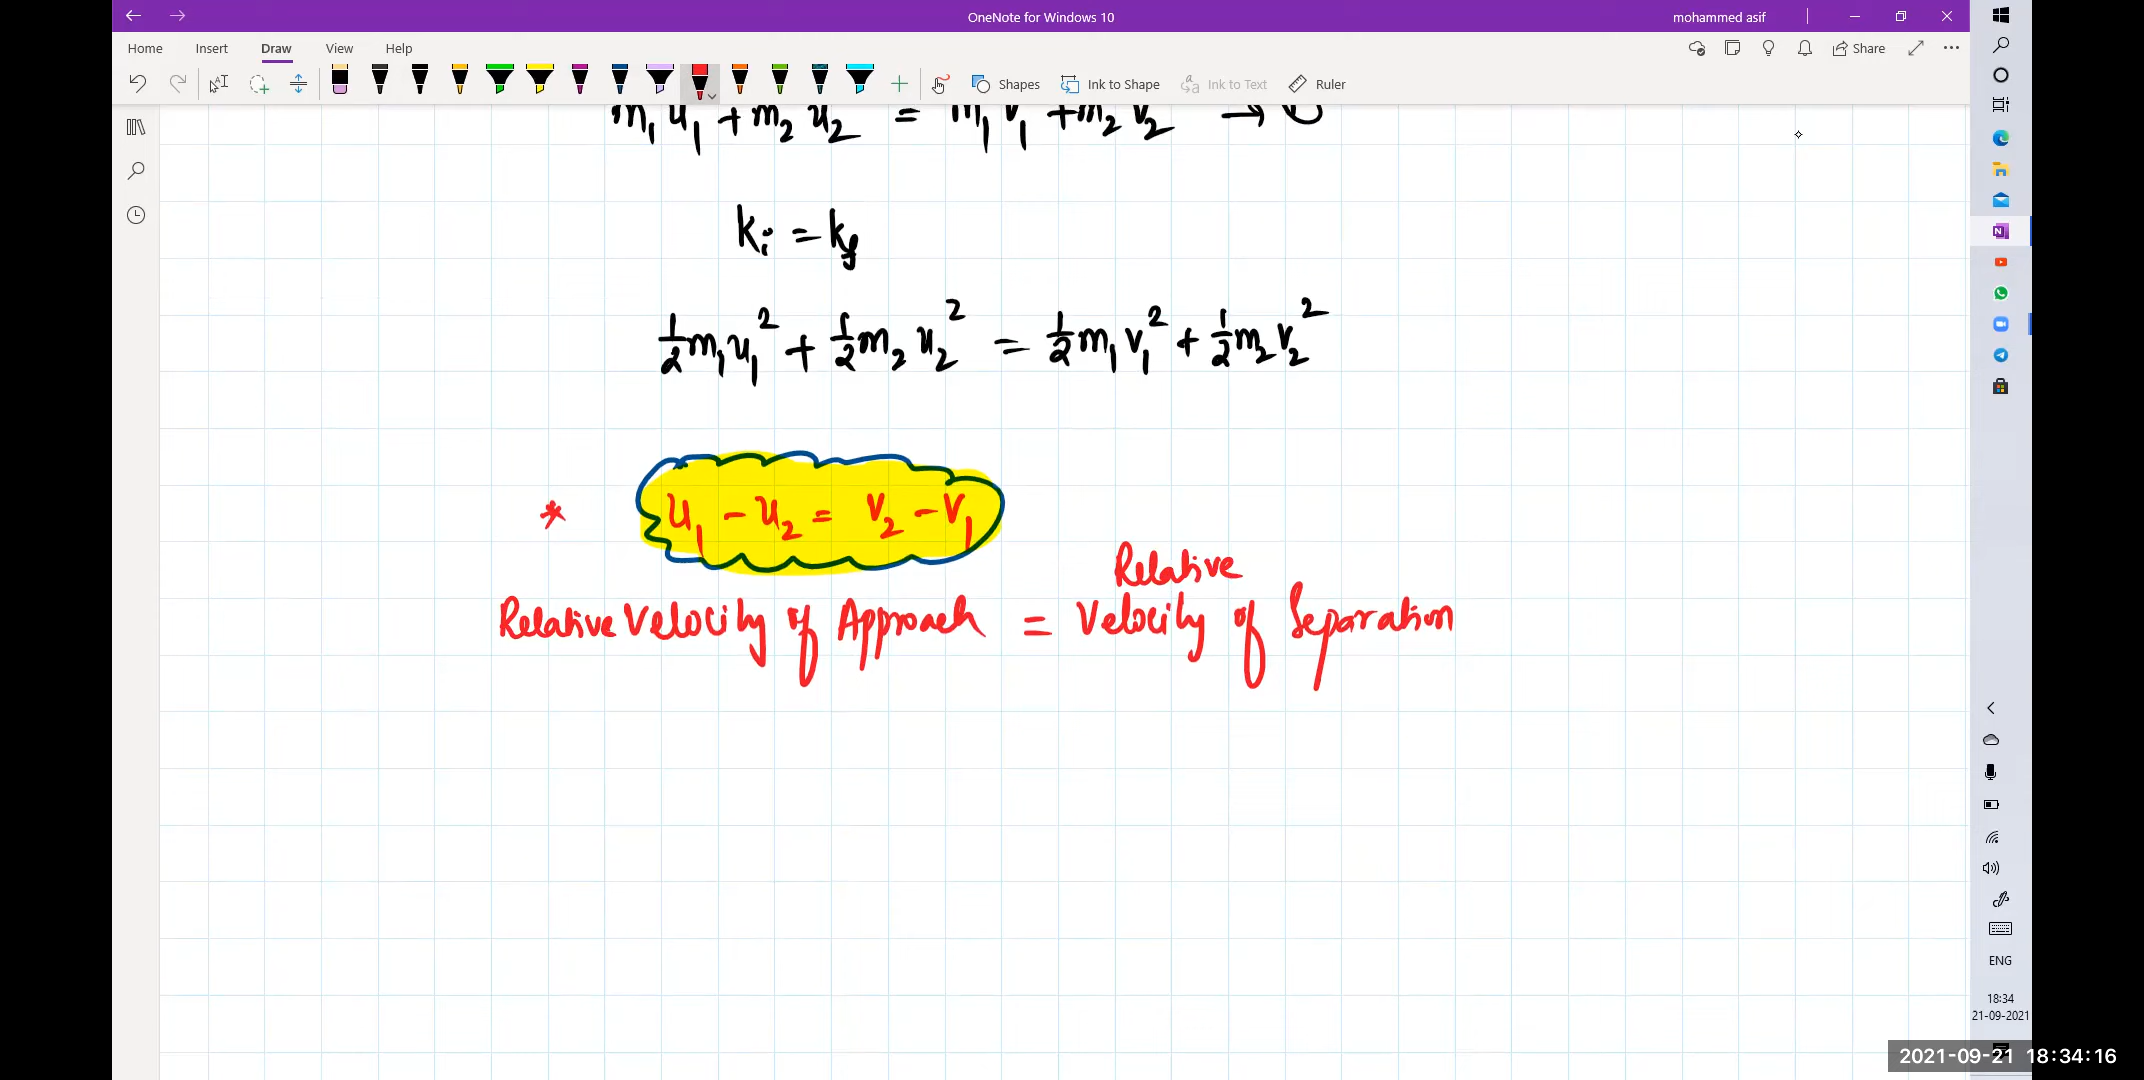 OneNote for Windows 10
mohammed asif
Home Insert Draw View Help
Share
Shapes Ink to Shape Ink to Text Ruler
m₁u₁ + m₂u₂ = m₁v₁ + m₂v₂ →
kᵢ = k_f
½m₁u₁² + ½m₂u₂² = ½m₁v₁² + ½m₂v₂²
* u₁ - u₂ = v₂ - v₁
Relative
Relative Velocity of Approach = Velocity of Separation
ENG
18:34
21-09-2021
2021-09-21 18:34:16